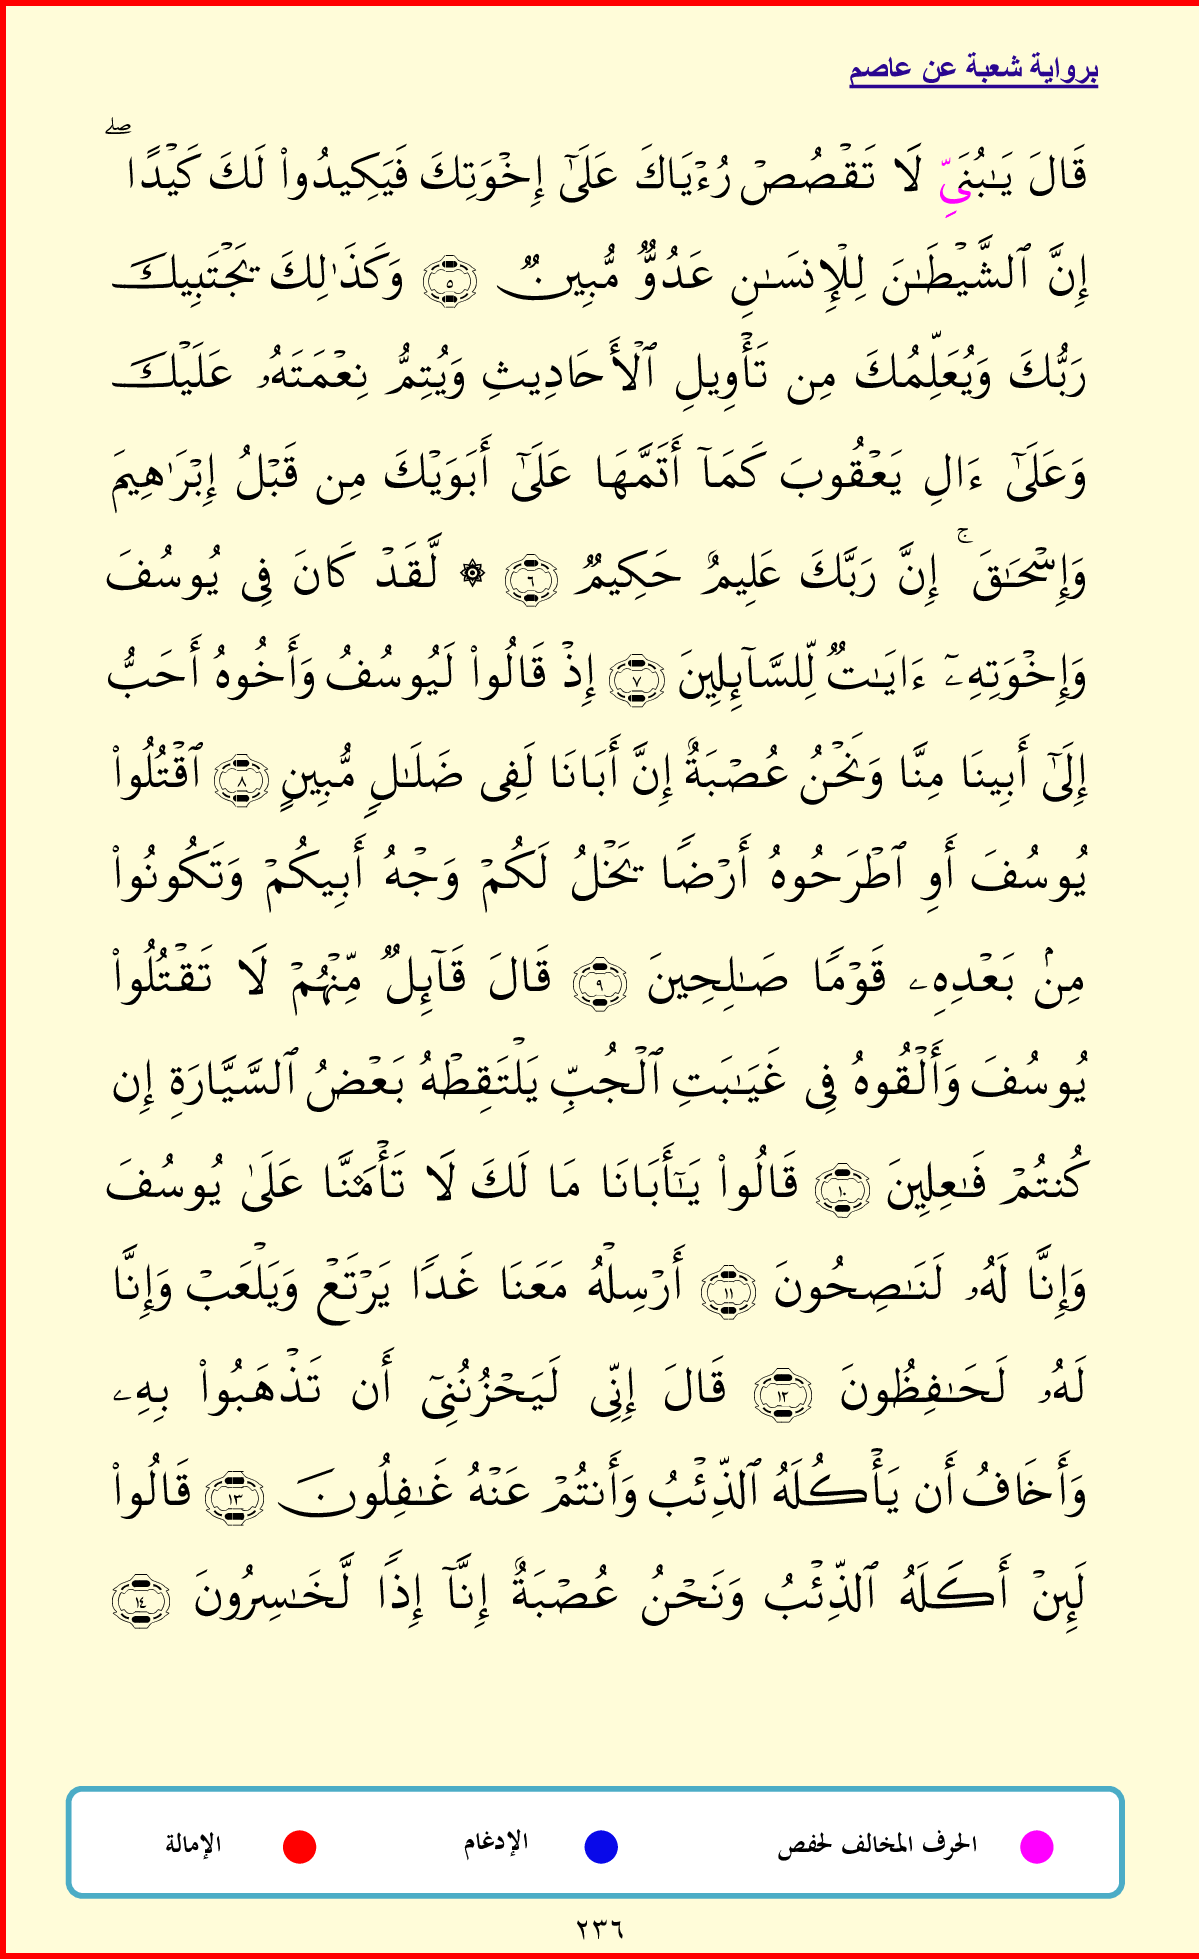 برواية شعبة عن عاصم
قَالَ يَـٰبُنَىِّ لَا تَقۡصُصۡ رُءۡيَاكَ عَلَىٰٓ إِخۡوَتِكَ فَيَكِيدُواْ لَكَ كَيۡدًاۖ
إِنَّ ٱلشَّيۡطَـٰنَ لِلۡإِنسَـٰنِ عَدُوّٞ مُّبِينٞ ٥ وَكَذَٰلِكَ يَجۡتَبِيكَ
رَبُّكَ وَيُعَلِّمُكَ مِن تَأۡوِيلِ ٱلۡأَحَادِيثِ وَيُتِمُّ نِعۡمَتَهُۥ عَلَيۡكَ
وَعَلَىٰٓ ءَالِ يَعۡقُوبَ كَمَآ أَتَمَّهَا عَلَىٰٓ أَبَوَيۡكَ مِن قَبۡلُ إِبۡرَٰهِيمَ
وَإِسۡحَـٰقَۚ إِنَّ رَبَّكَ عَلِيمٌ حَكِيمٞ ٦ ۞ لَّقَدۡ كَانَ فِى يُوسُفَ
وَإِخۡوَتِهِۦٓ ءَايَـٰتٞ لِّلسَّآئِلِينَ ٧ إِذۡ قَالُواْ لَيُوسُفُ وَأَخُوهُ أَحَبُّ
إِلَىٰٓ أَبِينَا مِنَّا وَنَحۡنُ عُصۡبَةٌ إِنَّ أَبَانَا لَفِى ضَلَـٰلٍ مُّبِينٍ ٨ ٱقۡتُلُواْ
يُوسُفَ أَوِ ٱطۡرَحُوهُ أَرۡضًا يَخۡلُ لَكُمۡ وَجۡهُ أَبِيكُمۡ وَتَكُونُواْ
مِنۢ بَعۡدِهِۦ قَوۡمًا صَـٰلِحِينَ ٩ قَالَ قَآئِلٞ مِّنۡهُمۡ لَا تَقۡتُلُواْ
يُوسُفَ وَأَلۡقُوهُ فِى غَيَـٰبَتِ ٱلۡجُبِّ يَلۡتَقِطۡهُ بَعۡضُ ٱلسَّيَّارَةِ إِن
كُنتُمۡ فَـٰعِلِينَ ١٠ قَالُواْ يَـٰٓأَبَانَا مَا لَكَ لَا تَأۡمَ۬نَّا عَلَىٰ يُوسُفَ
وَإِنَّا لَهُۥ لَنَـٰصِحُونَ ١١ أَرۡسِلۡهُ مَعَنَا غَدًا يَرۡتَعۡ وَيَلۡعَبۡ وَإِنَّا
لَهُۥ لَحَـٰفِظُونَ ١٢ قَالَ إِنِّى لَيَحۡزُنُنِىٓ أَن تَذۡهَبُواْ بِهِۦ
وَأَخَافُ أَن يَأۡكُلَهُ ٱلذِّئۡبُ وَأَنتُمۡ عَنۡهُ غَـٰفِلُونَ ١٣ قَالُواْ
لَئِنۡ أَكَلَهُ ٱلذِّئۡبُ وَنَحۡنُ عُصۡبَةٌ إِنَّآ إِذًا لَّخَـٰسِرُونَ ١٤
الحرف المخالف لحفص الإدغام الإمالة
٢٣٦